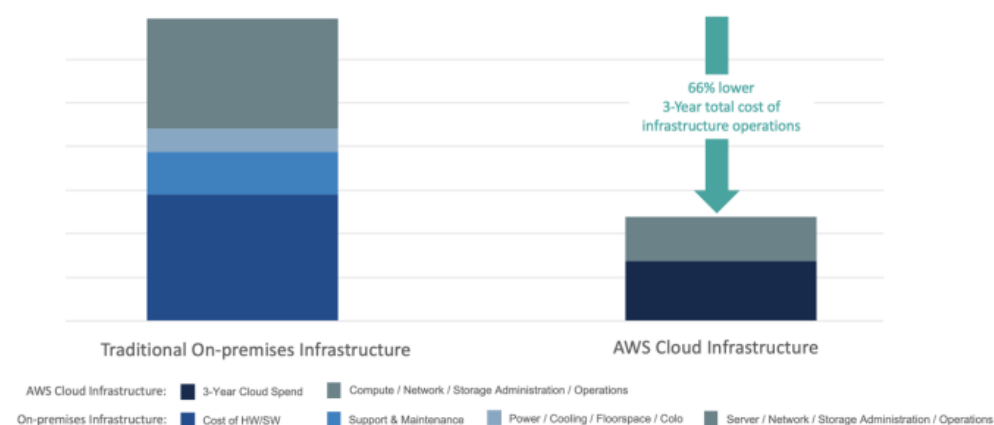 66% lower
3-Year total cost of
infrastructure operations
Traditional On-premises Infrastructure
AWS Cloud Infrastructure
AWS Cloud Infrastructure: 3-Year Cloud Spend Compute / Network / Storage Administration / Operations
On-premises Infrastructure: Cost of HW/SW Support & Maintenance Power / Cooling / Floorspace / Colo Server / Network / Storage Administration / Operations